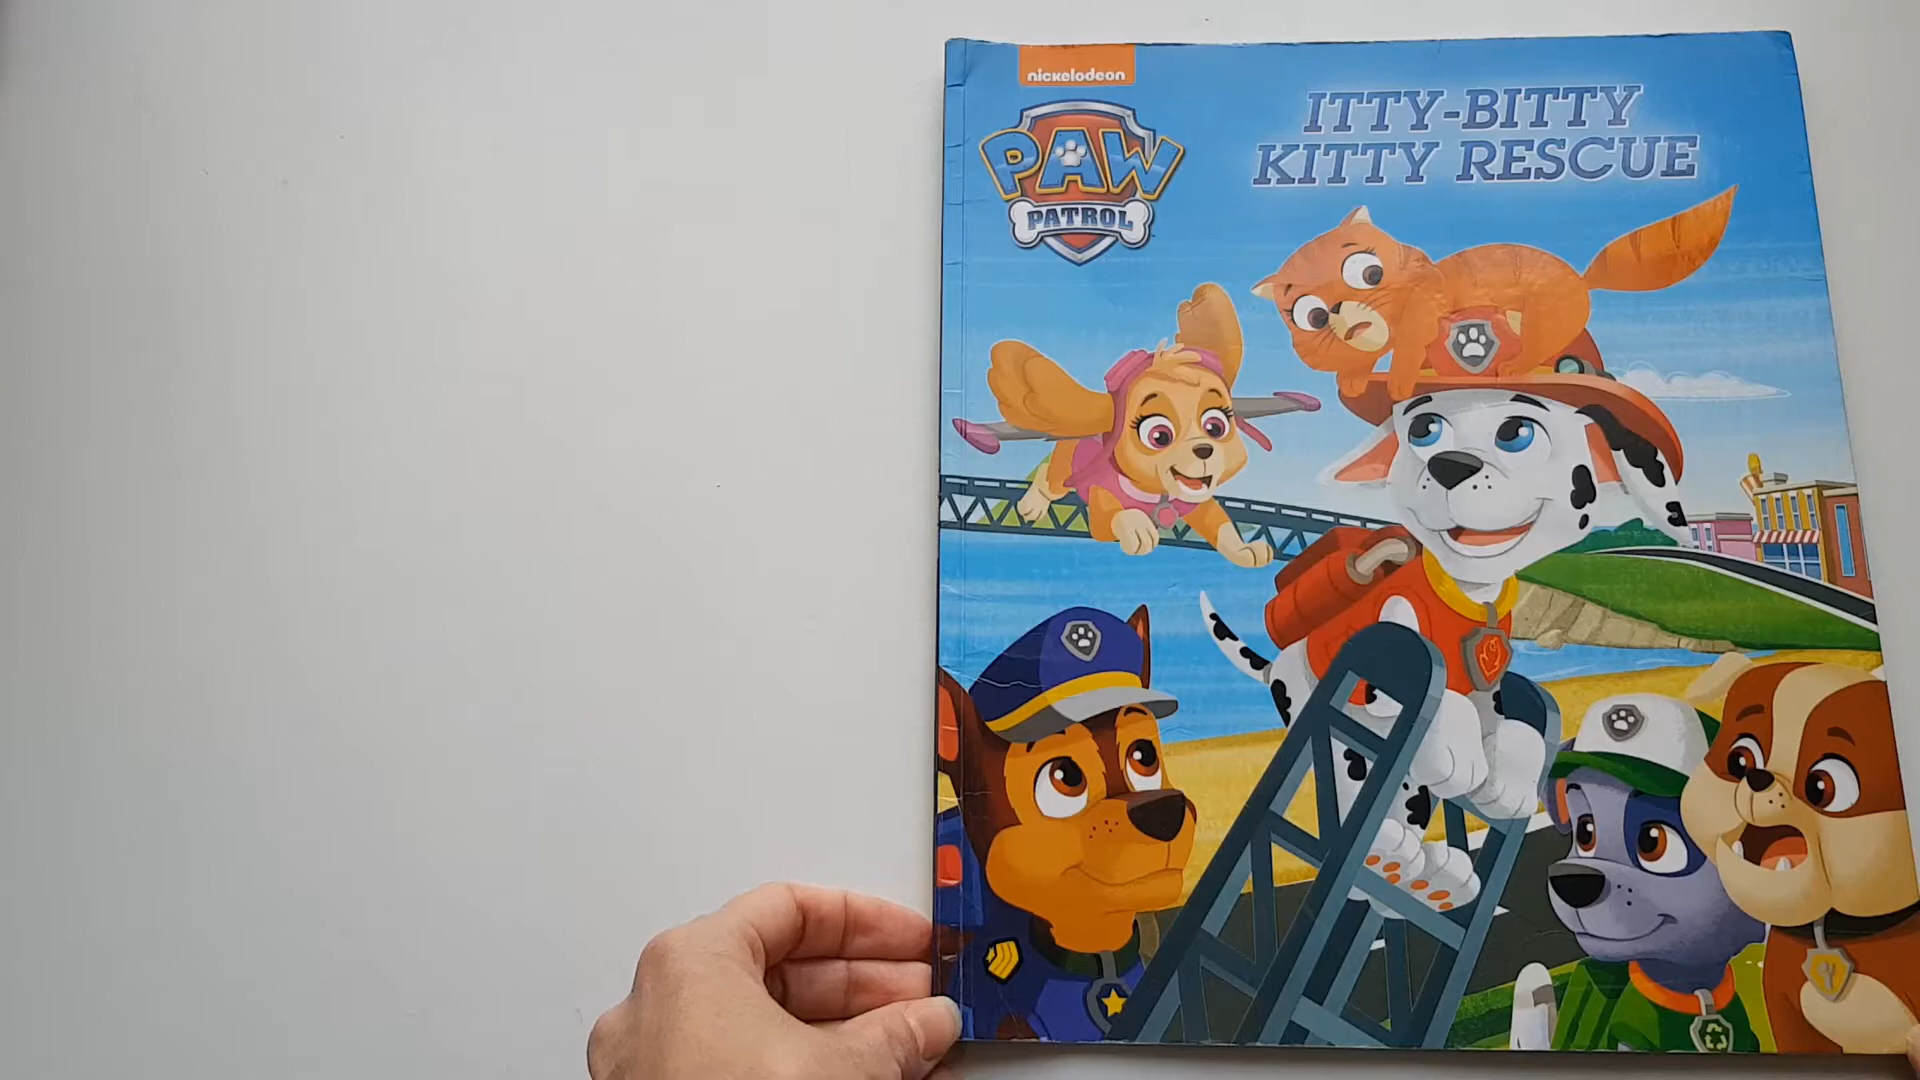 nickelodeon
PAW
PATROL
ITTY-BITTY
KITTY RESCUE